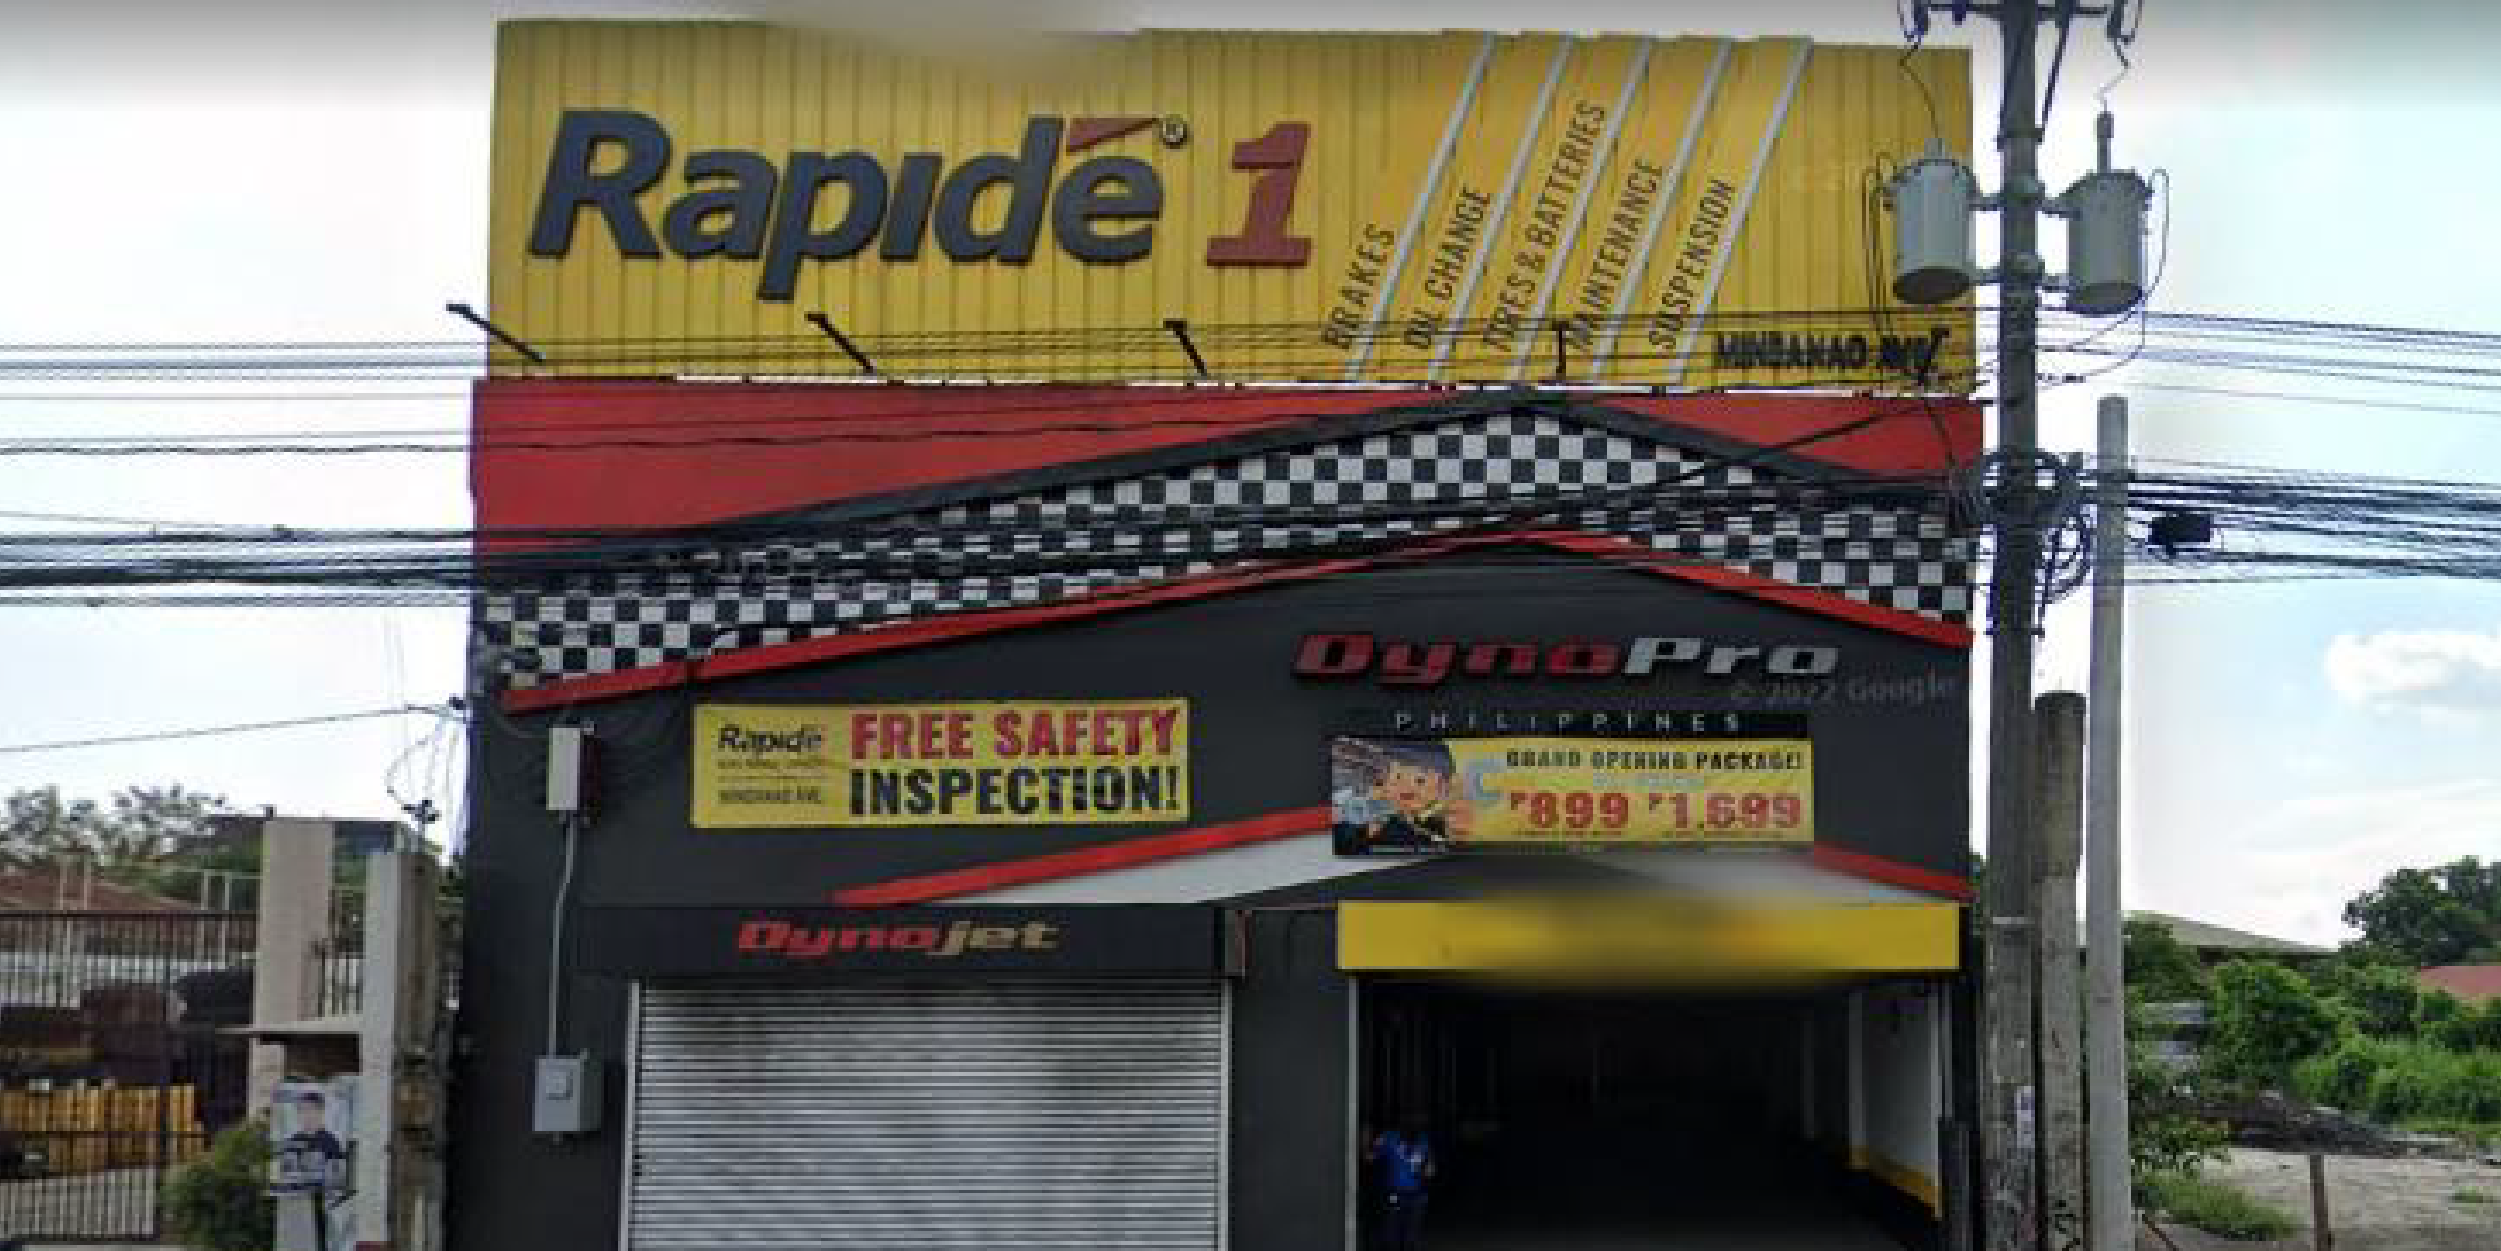 Rapidé® 1
BRAKES
OIL CHANGE
TIRES & BATTERIES
MAINTENANCE
SUSPENSION
MINDANAO AVE.
DynoPro
© 2022 Google
PHILIPPINES
Rapidé
MINDANAO AVE.
FREE SAFETY
INSPECTION!
GRAND OPENING PACKAGE!
₱899 ₱1,699
Dynojet